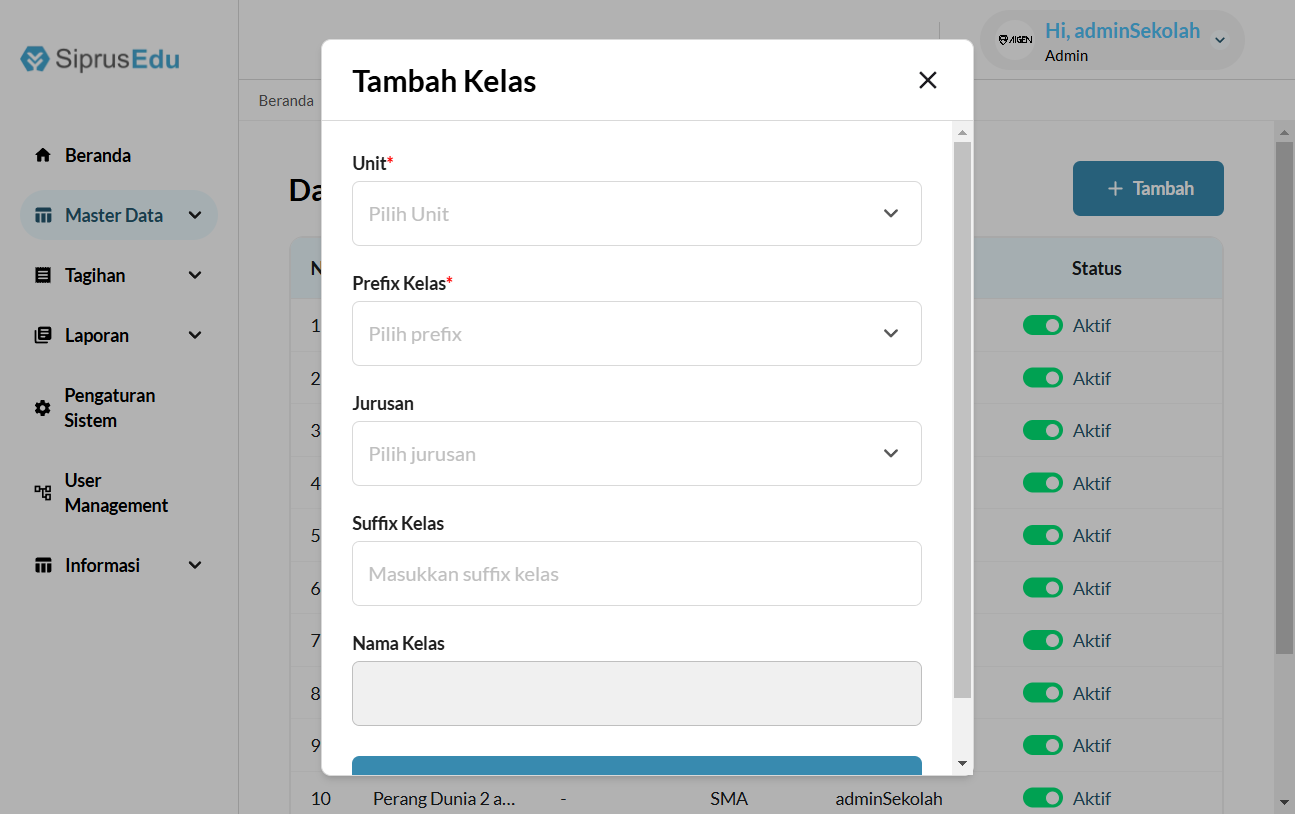 SiprusEdu
AIGEN
Hi, adminSekolah
Admin
Beranda
Beranda
Master Data
Tagihan
Laporan
Pengaturan
Sistem
User
Management
Informasi
Tambah Kelas
Unit*
Pilih Unit
Prefix Kelas*
Pilih prefix
Jurusan
Pilih jurusan
Suffix Kelas
Masukkan suffix kelas
Nama Kelas
+ Tambah
Status
1 Aktif
2 Aktif
3 Aktif
4 Aktif
5 Aktif
6 Aktif
7 Aktif
8 Aktif
9 Aktif
10 Perang Dunia 2 a... - SMA adminSekolah Aktif